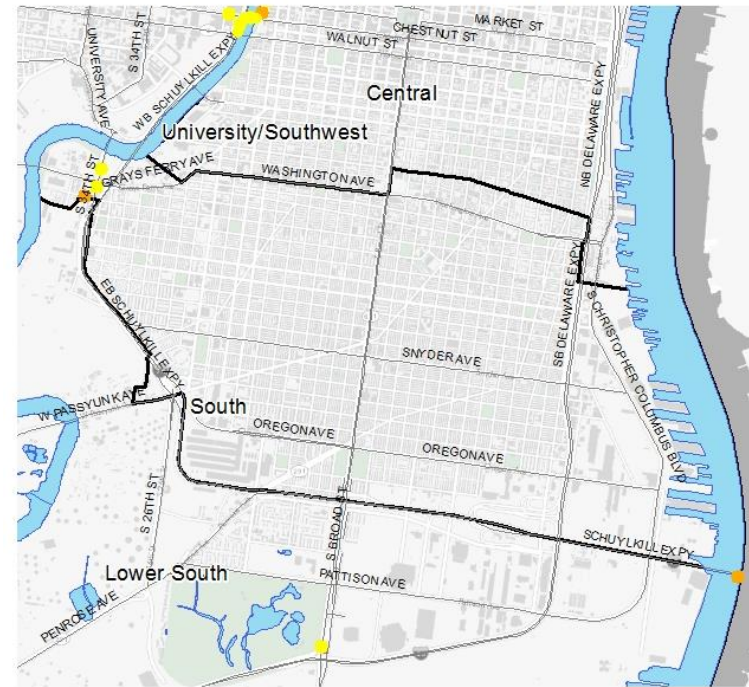 MARKET ST
CHESTNUT ST
WALNUT ST
S 34TH ST
UNIVERSITY AVE
WB SCHUYLKILL EXPY
Central
NB DELAWARE EXPY
University/Southwest
GRAYS FERRY AVE
WASHINGTON AVE
S 34TH ST
EB SCHUYLKILL EXPY
SB DELAWARE EXPY
S CHRISTOPHER COLUMBUS BLVD
SNYDER AVE
W PASSYUNK AVE
South
OREGON AVE
OREGON AVE
S 26TH ST
S BROAD ST
SCHUYLKILL EXPY
Lower South
PATTISON AVE
PENROSE AVE